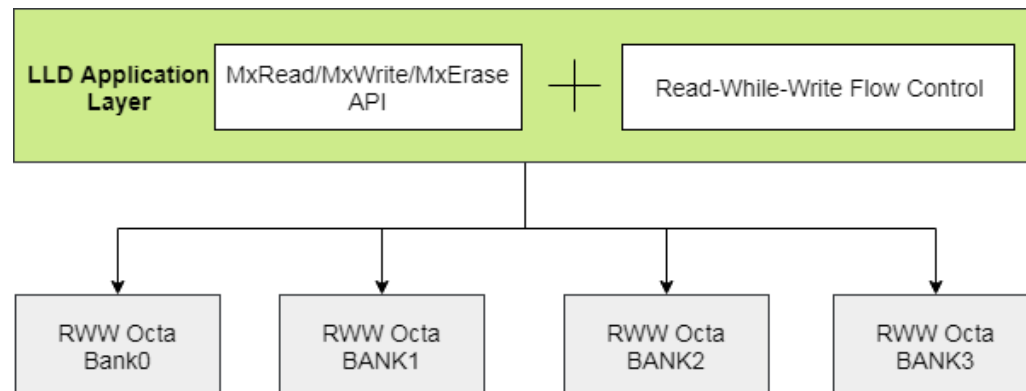 LLD Application
Layer
MxRead/MxWrite/MxErase
API
Read-While-Write Flow Control
RWW Octa
Bank0
RWW Octa
BANK1
RWW Octa
BANK2
RWW Octa
BANK3